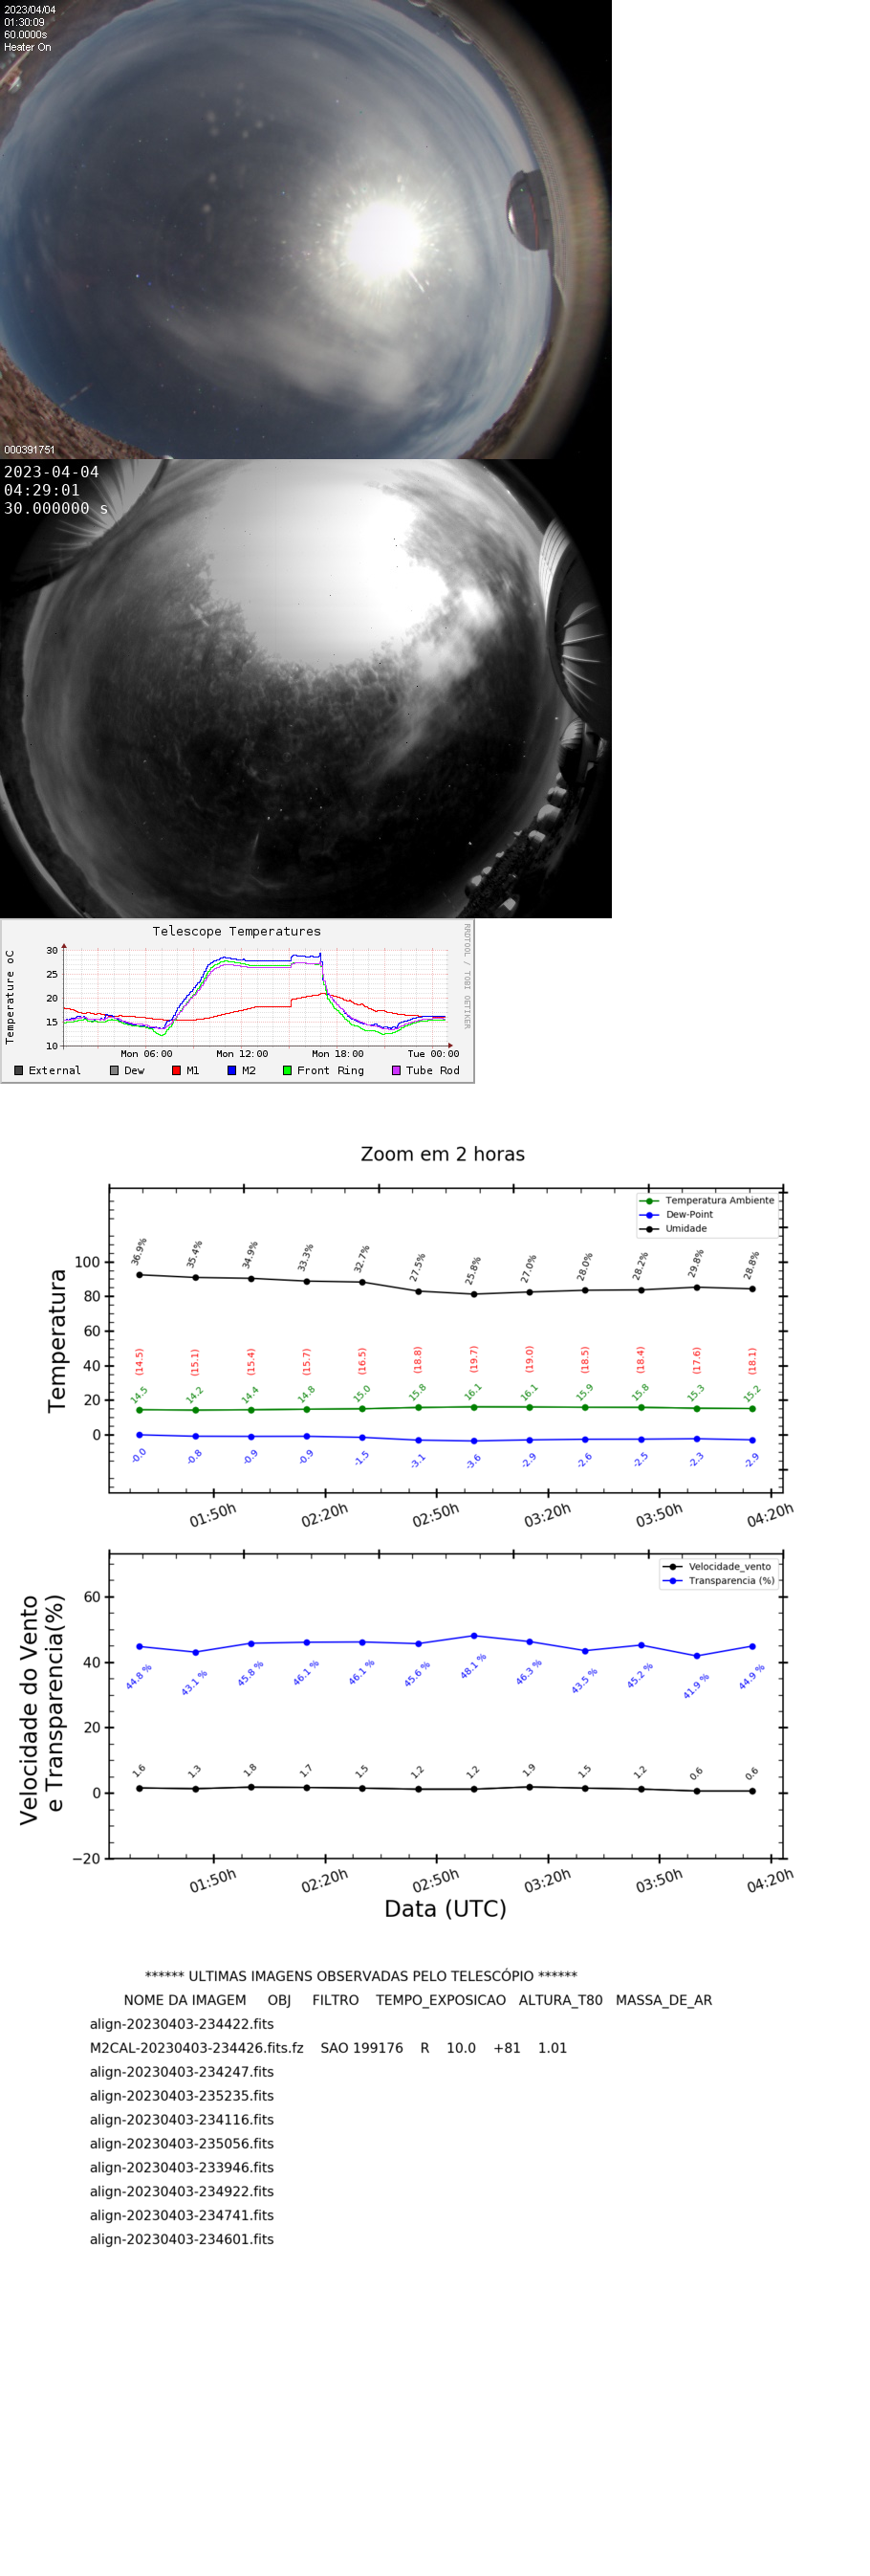 2023/04/04
01:30:09
60.0000s
Heater On
000391751
2023-04-04
04:29:01
30.000000 s
Telescope Temperatures
RRDTOOL / TOBI OETIKER
Temperature oC
30
25
20
15
10
Mon 06:00 Mon 12:00 Mon 18:00 Tue 00:00
External Dew M1 M2 Front Ring Tube Rod
Zoom em 2 horas
Temperatura Ambiente
Dew-Point
Umidade
Temperatura
100
80
60
40
20
0
36.9% 35.4% 34.9% 33.3% 32.7% 27.5% 25.8% 27.0% 28.0% 28.2% 29.8% 28.8%
(14.5) (15.1) (15.4) (15.7) (16.5) (18.8) (19.7) (19.0) (18.5) (18.4) (17.6) (18.1)
14.5 14.2 14.4 14.8 15.0 15.8 16.1 16.1 15.9 15.8 15.3 15.2
-0.0 -0.8 -0.9 -0.9 -1.5 -3.1 -3.6 -2.9 -2.6 -2.5 -2.3 -2.9
01:50h 02:20h 02:50h 03:20h 03:50h 04:20h
Velocidade_vento
Transparencia (%)
Velocidade do Vento
e Transparencia(%)
60
40
20
0
−20
44.8 % 43.1 % 45.8 % 46.1 % 46.1 % 45.6 % 48.1 % 46.3 % 43.5 % 45.2 % 41.9 % 44.9 %
1.6 1.3 1.8 1.7 1.5 1.2 1.2 1.9 1.5 1.2 0.6 0.6
01:50h 02:20h 02:50h 03:20h 03:50h 04:20h
Data (UTC)
****** ULTIMAS IMAGENS OBSERVADAS PELO TELESCÓPIO ******
NOME DA IMAGEM OBJ FILTRO TEMPO_EXPOSICAO ALTURA_T80 MASSA_DE_AR
align-20230403-234422.fits
M2CAL-20230403-234426.fits.fz SAO 199176 R 10.0 +81 1.01
align-20230403-234247.fits
align-20230403-235235.fits
align-20230403-234116.fits
align-20230403-235056.fits
align-20230403-233946.fits
align-20230403-234922.fits
align-20230403-234741.fits
align-20230403-234601.fits